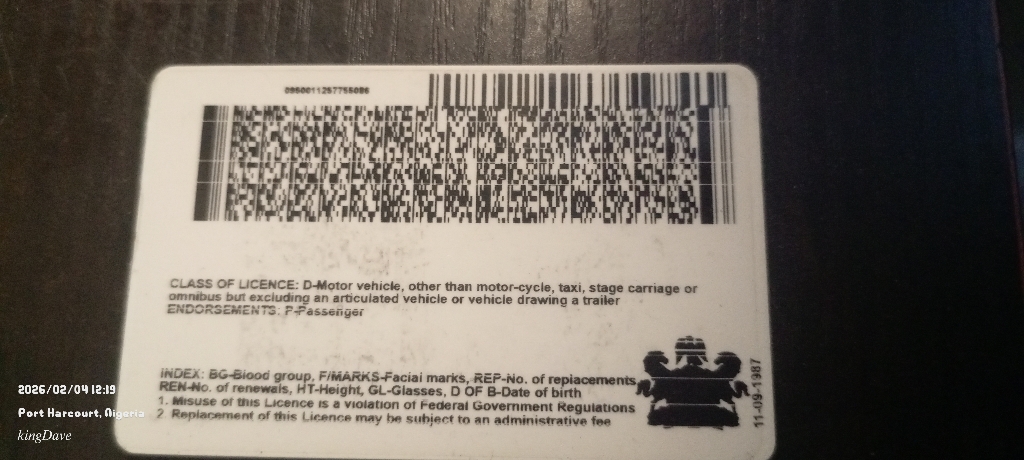 0950011257755086
CLASS OF LICENCE: D-Motor vehicle, other than motor-cycle, taxi, stage carriage or
omnibus but excluding an articulated vehicle or vehicle drawing a trailer
ENDORSEMENTS: P-Passenger
INDEX: BG-Blood group, F/MARKS-Facial marks, REP-No. of replacements
REN-No. of renewals, HT-Height, GL-Glasses, D OF B-Date of birth
1. Misuse of this Licence is a violation of Federal Government Regulations
2 Replacement of this Licence may be subject to an administrative fee
11-09-1987
2026/02/04 12:19
Port Harcourt, Nigeria
kingDave